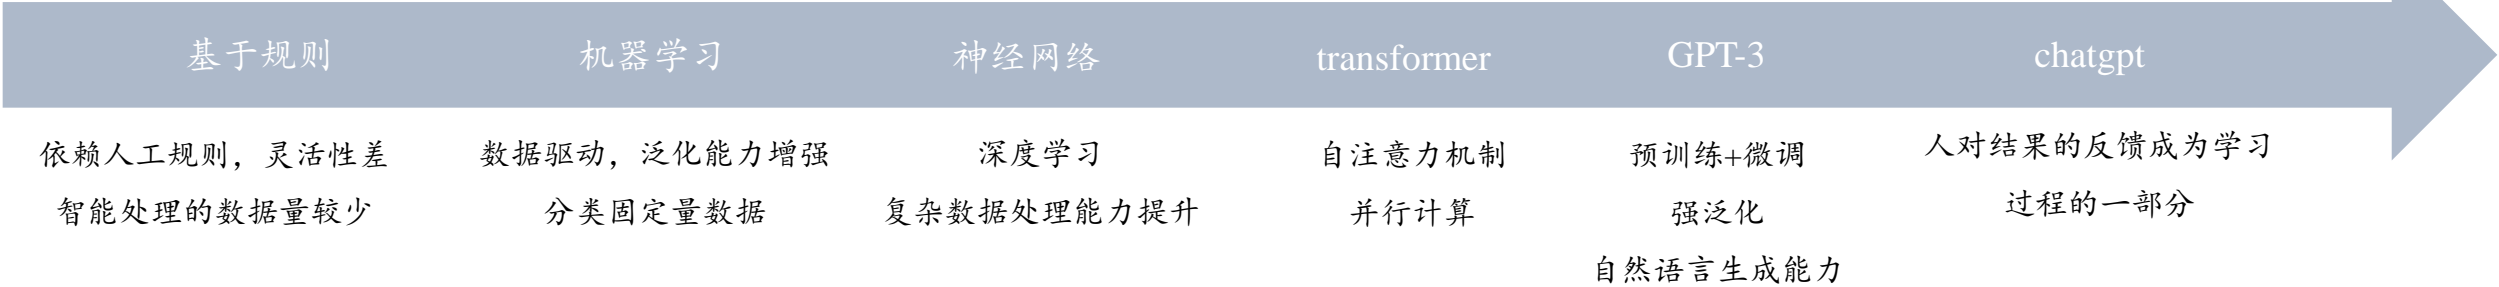 基于规则
机器学习
神经网络
transformer
GPT-3
chatgpt
依赖人工规则，灵活性差
智能处理的数据量较少
数据驱动，泛化能力增强
分类固定量数据
深度学习
复杂数据处理能力提升
自注意力机制
并行计算
预训练+微调
强泛化
自然语言生成能力
人对结果的反馈成为学习
过程的一部分